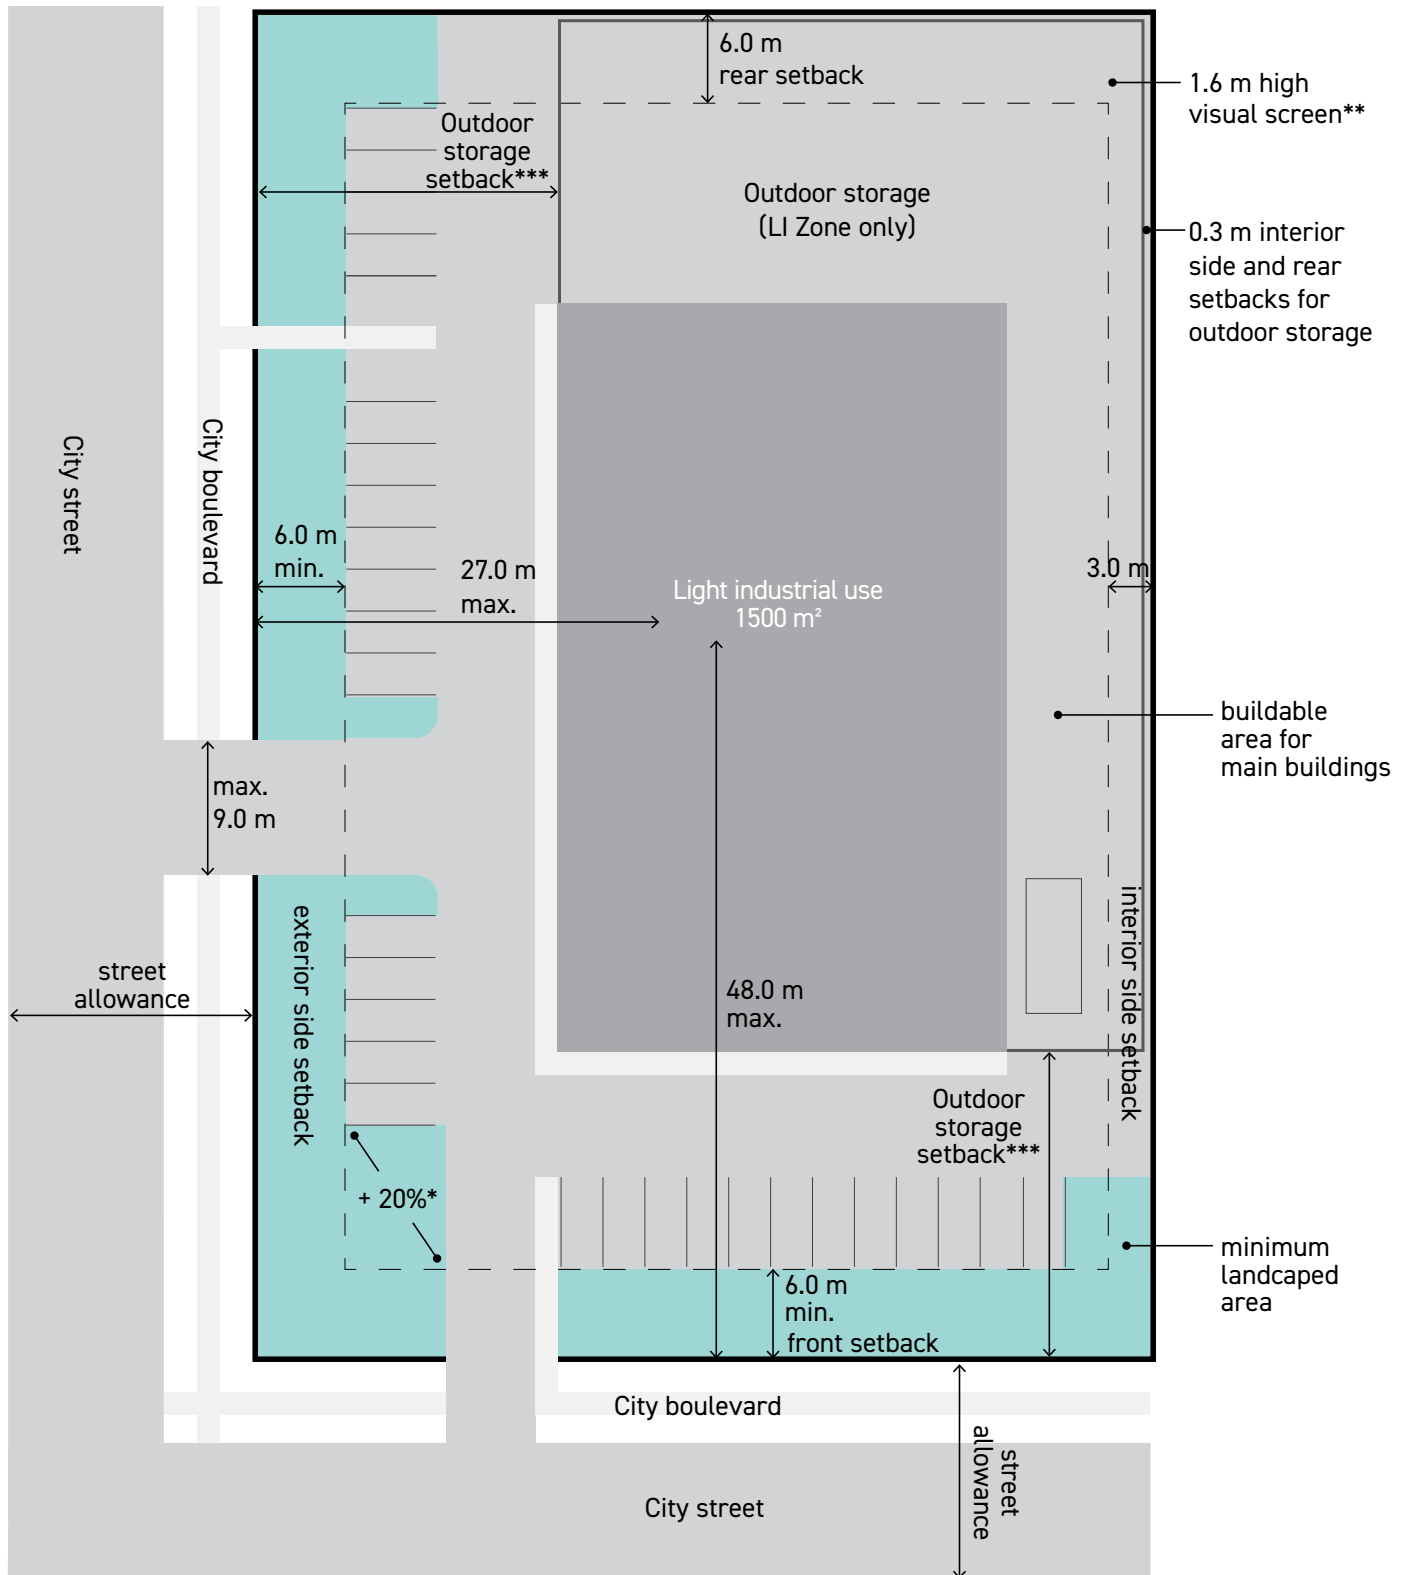 6.0 m
rear setback
1.6 m high
visual screen**
Outdoor
storage
setback***
Outdoor storage
(LI Zone only)
0.3 m interior
side and rear
setbacks for
outdoor storage
City street
City boulevard
6.0 m
min.
27.0 m
max.
Light industrial use
1500 m²
3.0 m
buildable
area for
main buildings
max.
9.0 m
exterior side setback
interior side setback
street
allowance
48.0 m
max.
Outdoor
storage
setback***
+ 20%*
minimum
landcaped
area
6.0 m
min.
front setback
City boulevard
street
allowance
City street